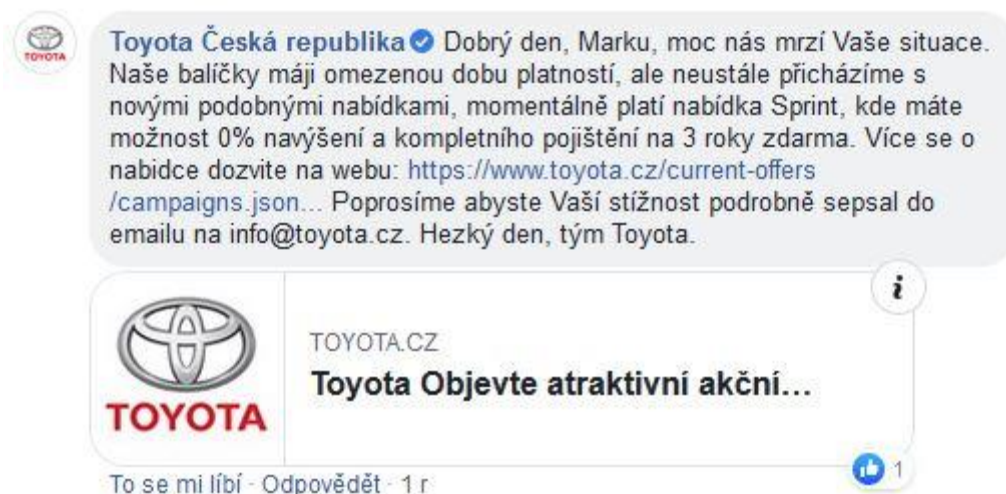 TOYOTA
Toyota Česká republika Dobrý den, Marku, moc nás mrzí Vaše situace.
Naše balíčky máji omezenou dobu platností, ale neustále přicházíme s
novými podobnými nabídkami, momentálně platí nabídka Sprint, kde máte
možnost 0% navýšení a kompletního pojištění na 3 roky zdarma. Více se o
nabidce dozvite na webu: https://www.toyota.cz/current-offers
/campaigns.json... Poprosíme abyste Vaší stížnost podrobně sepsal do
emailu na info@toyota.cz. Hezký den, tým Toyota.
i
TOYOTA
TOYOTA.CZ
Toyota Objevte atraktivní akční...
1
To se mi líbí · Odpovědět · 1 r